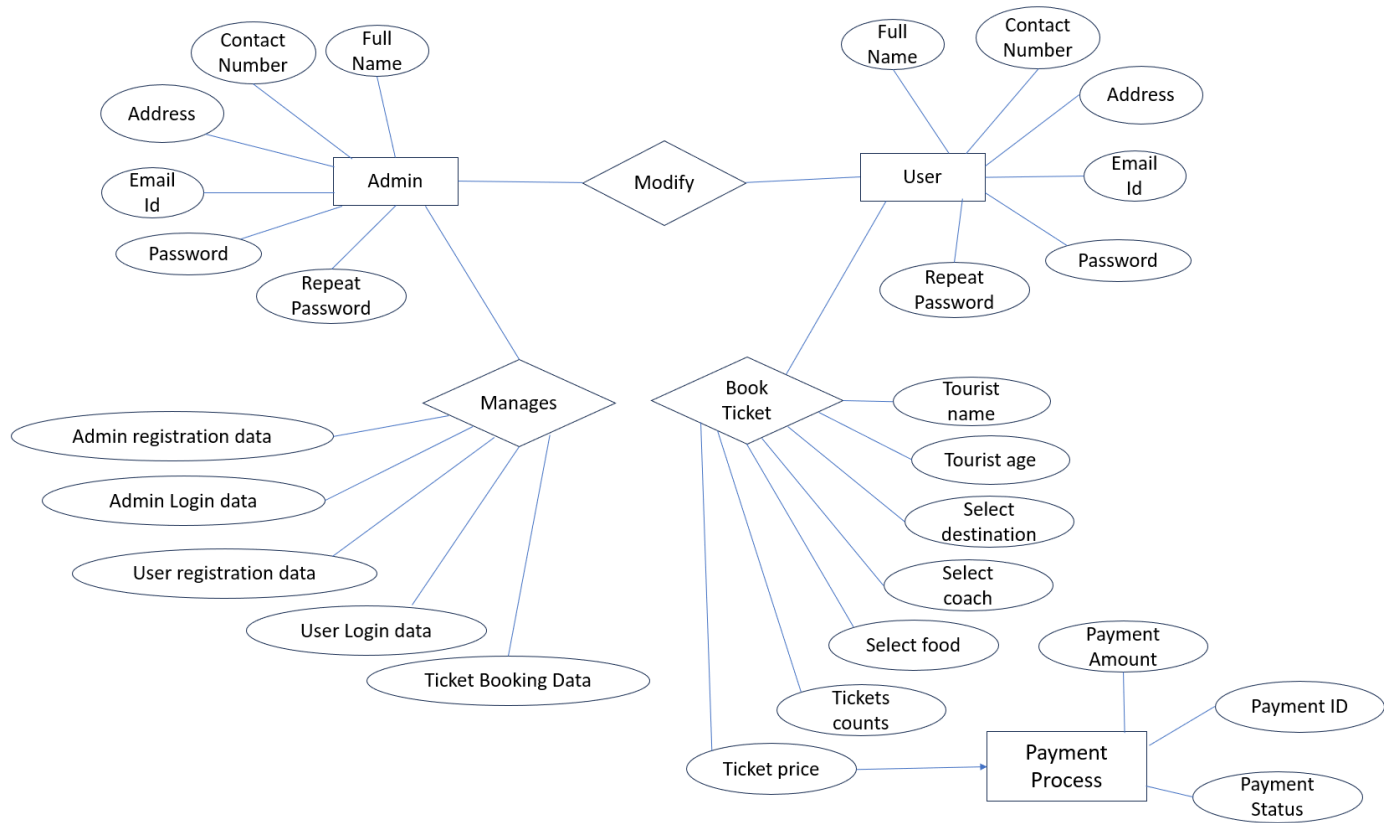 Contact
Number
Full
Name
Full
Name
Contact
Number
Address
Address
Admin
Modify
User
Email
Id
Email
Id
Password
Password
Repeat
Password
Repeat
Password
Manages
Book
Ticket
Tourist
name
Admin registration data
Tourist age
Admin Login data
Select
destination
User registration data
Select
coach
User Login data
Select food
Payment
Amount
Ticket Booking Data
Tickets
counts
Payment ID
Ticket price
Payment
Process
Payment
Status